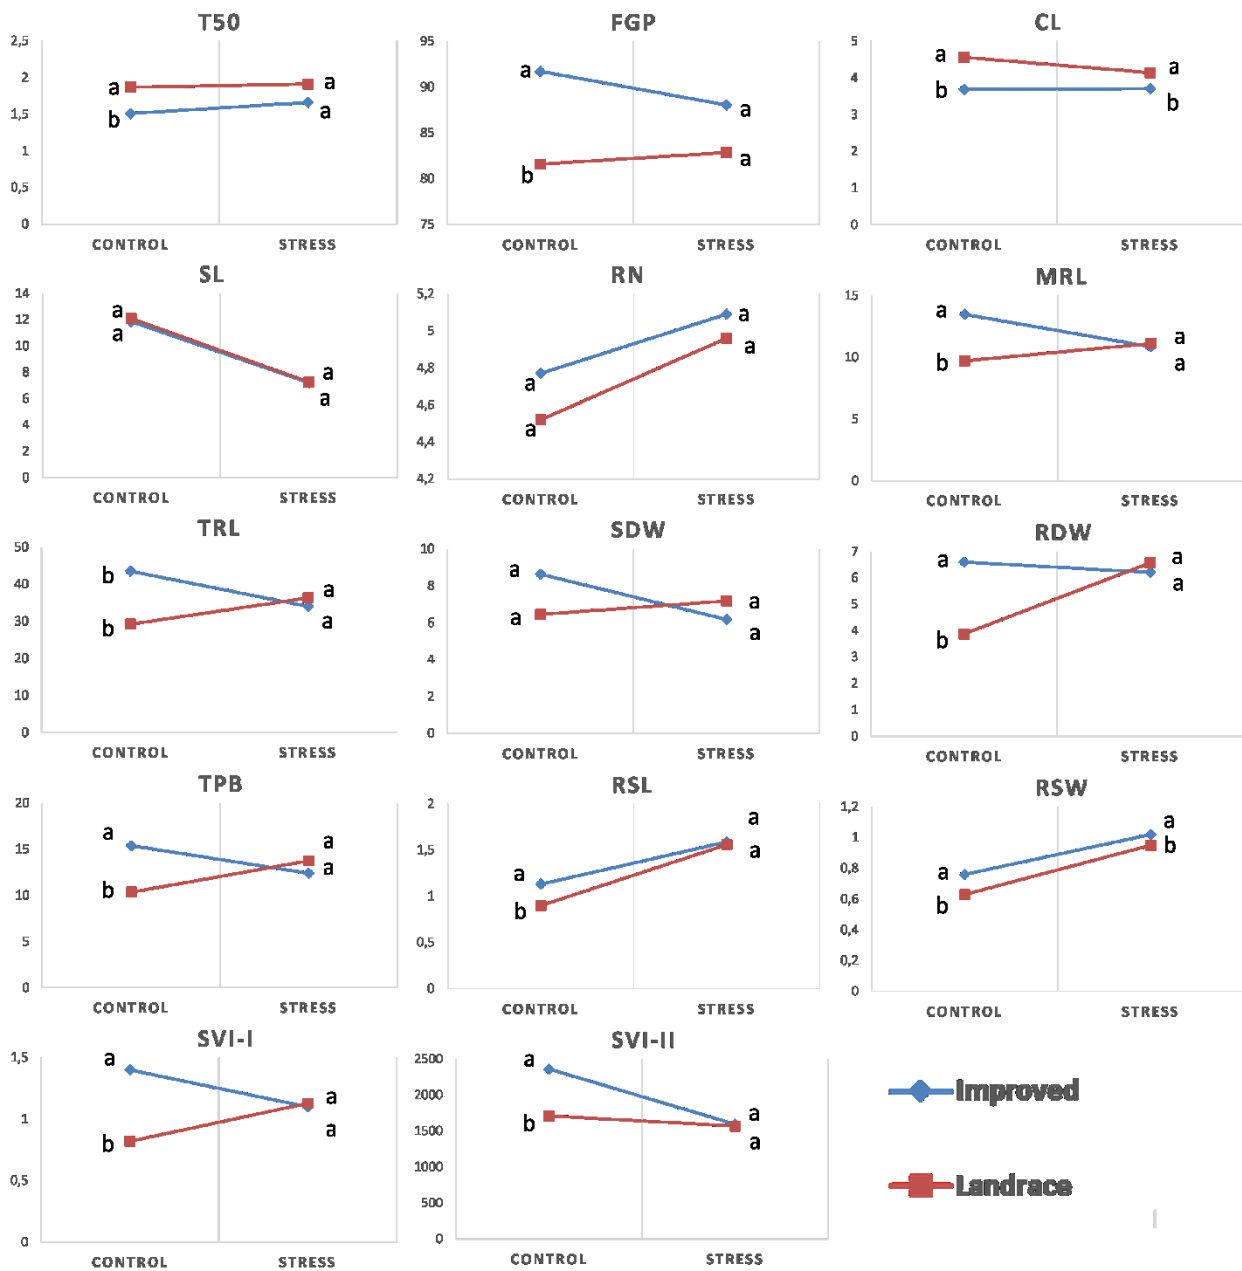 T50
2,5
2
1,5
1
0,5
0
a
b
a
a
CONTROL STRESS
FGP
95
90
85
80
75
a
b
a
a
CONTROL STRESS
CL
5
4
3
2
1
0
a
b
a
b
CONTROL STRESS
SL
14
12
10
8
6
4
2
0
a
a
a
a
CONTROL STRESS
RN
5,2
5
4,8
4,6
4,4
4,2
a
a
a
a
CONTROL STRESS
MRL
15
10
5
0
a
b
a
a
CONTROL STRESS
TRL
50
40
30
20
10
0
b
b
a
a
CONTROL STRESS
SDW
10
8
6
4
2
0
a
a
a
a
CONTROL STRESS
RDW
7
6
5
4
3
2
1
0
a
b
a
a
CONTROL STRESS
TPB
20
15
10
5
0
a
b
a
a
CONTROL STRESS
RSL
2
1,5
1
0,5
0
a
b
a
a
CONTROL STRESS
RSW
1,2
1
0,8
0,6
0,4
0,2
0
a
b
a
b
CONTROL STRESS
SVI-I
1,5
1
0,5
0
a
b
a
a
CONTROL STRESS
SVI-II
2500
2000
1500
1000
500
0
a
b
a
a
CONTROL STRESS
Improved
Landrace